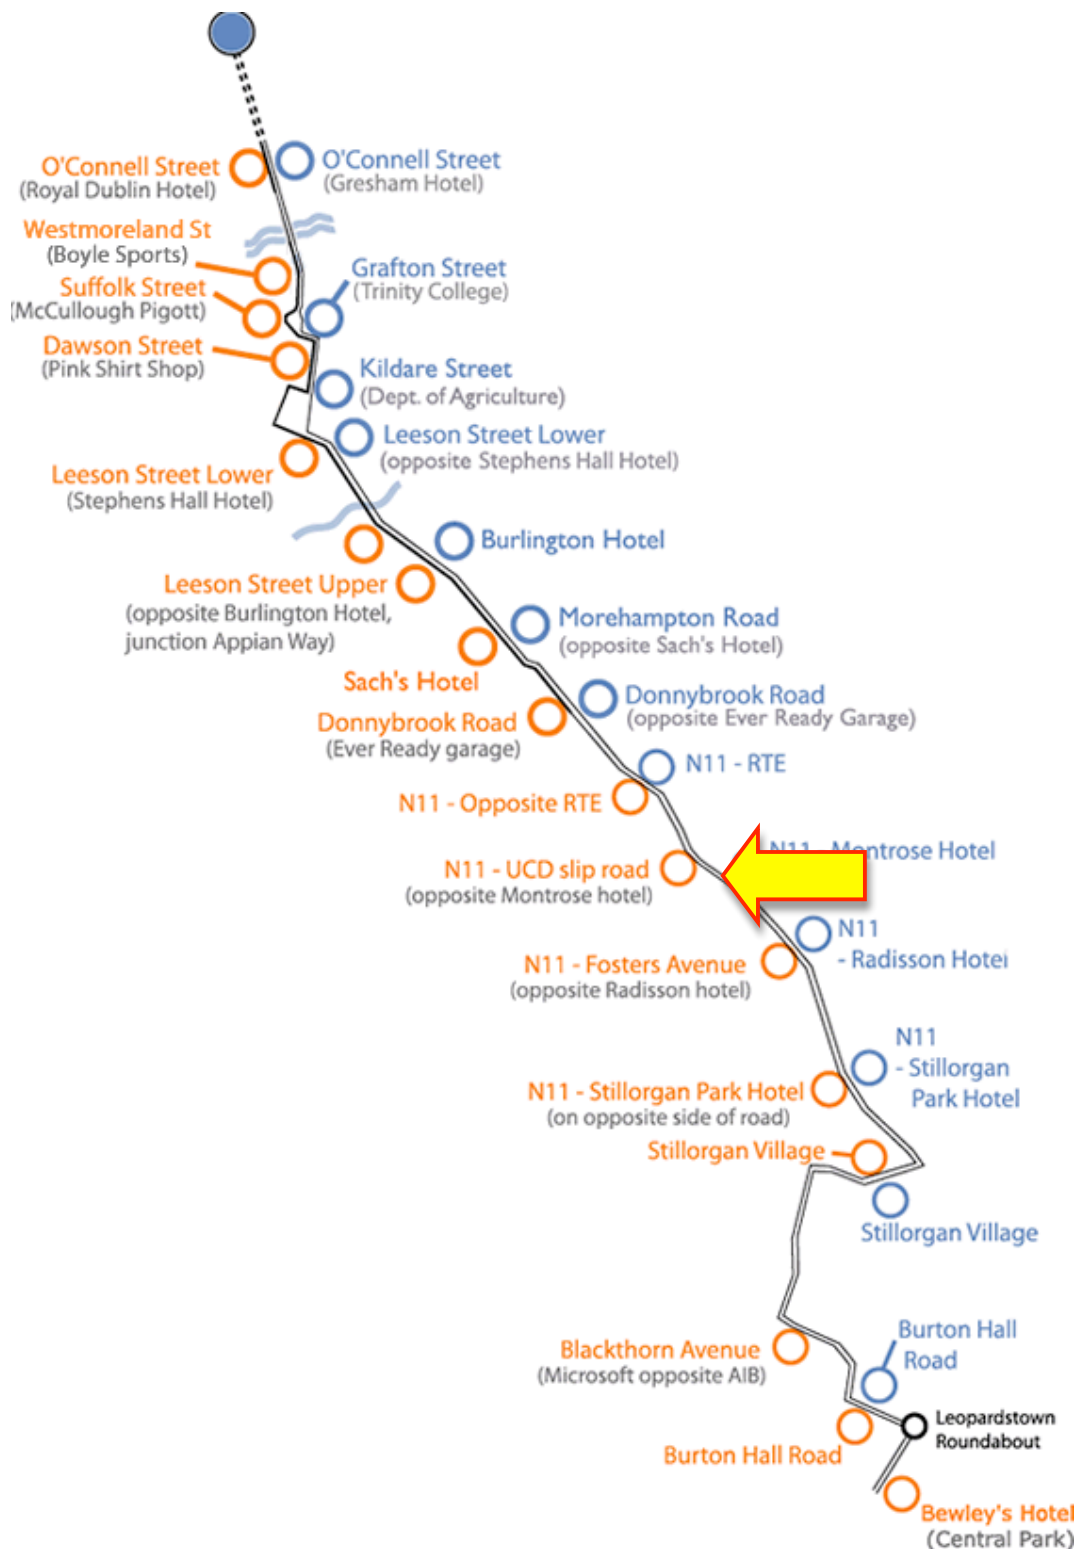 O'Connell Street
(Royal Dublin Hotel)
O'Connell Street
(Gresham Hotel)
Westmoreland St
(Boyle Sports)
Suffolk Street
(McCullough Pigott)
Grafton Street
(Trinity College)
Dawson Street
(Pink Shirt Shop)
Kildare Street
(Dept. of Agriculture)
Leeson Street Lower
(opposite Stephens Hall Hotel)
Leeson Street Lower
(Stephens Hall Hotel)
Burlington Hotel
Leeson Street Upper
(opposite Burlington Hotel,
junction Appian Way)
Morehampton Road
(opposite Sach's Hotel)
Sach's Hotel
Donnybrook Road
(opposite Ever Ready Garage)
Donnybrook Road
(Ever Ready garage)
N11 - RTE
N11 - Opposite RTE
N11 - Montrose Hotel
N11 - UCD slip road
(opposite Montrose hotel)
N11
- Radisson Hotel
N11 - Fosters Avenue
(opposite Radisson hotel)
N11
- Stillorgan
Park Hotel
N11 - Stillorgan Park Hotel
(on opposite side of road)
Stillorgan Village
Stillorgan Village
Burton Hall
Road
Blackthorn Avenue
(Microsoft opposite AIB)
Leopardstown
Roundabout
Burton Hall Road
Bewley's Hotel
(Central Park)